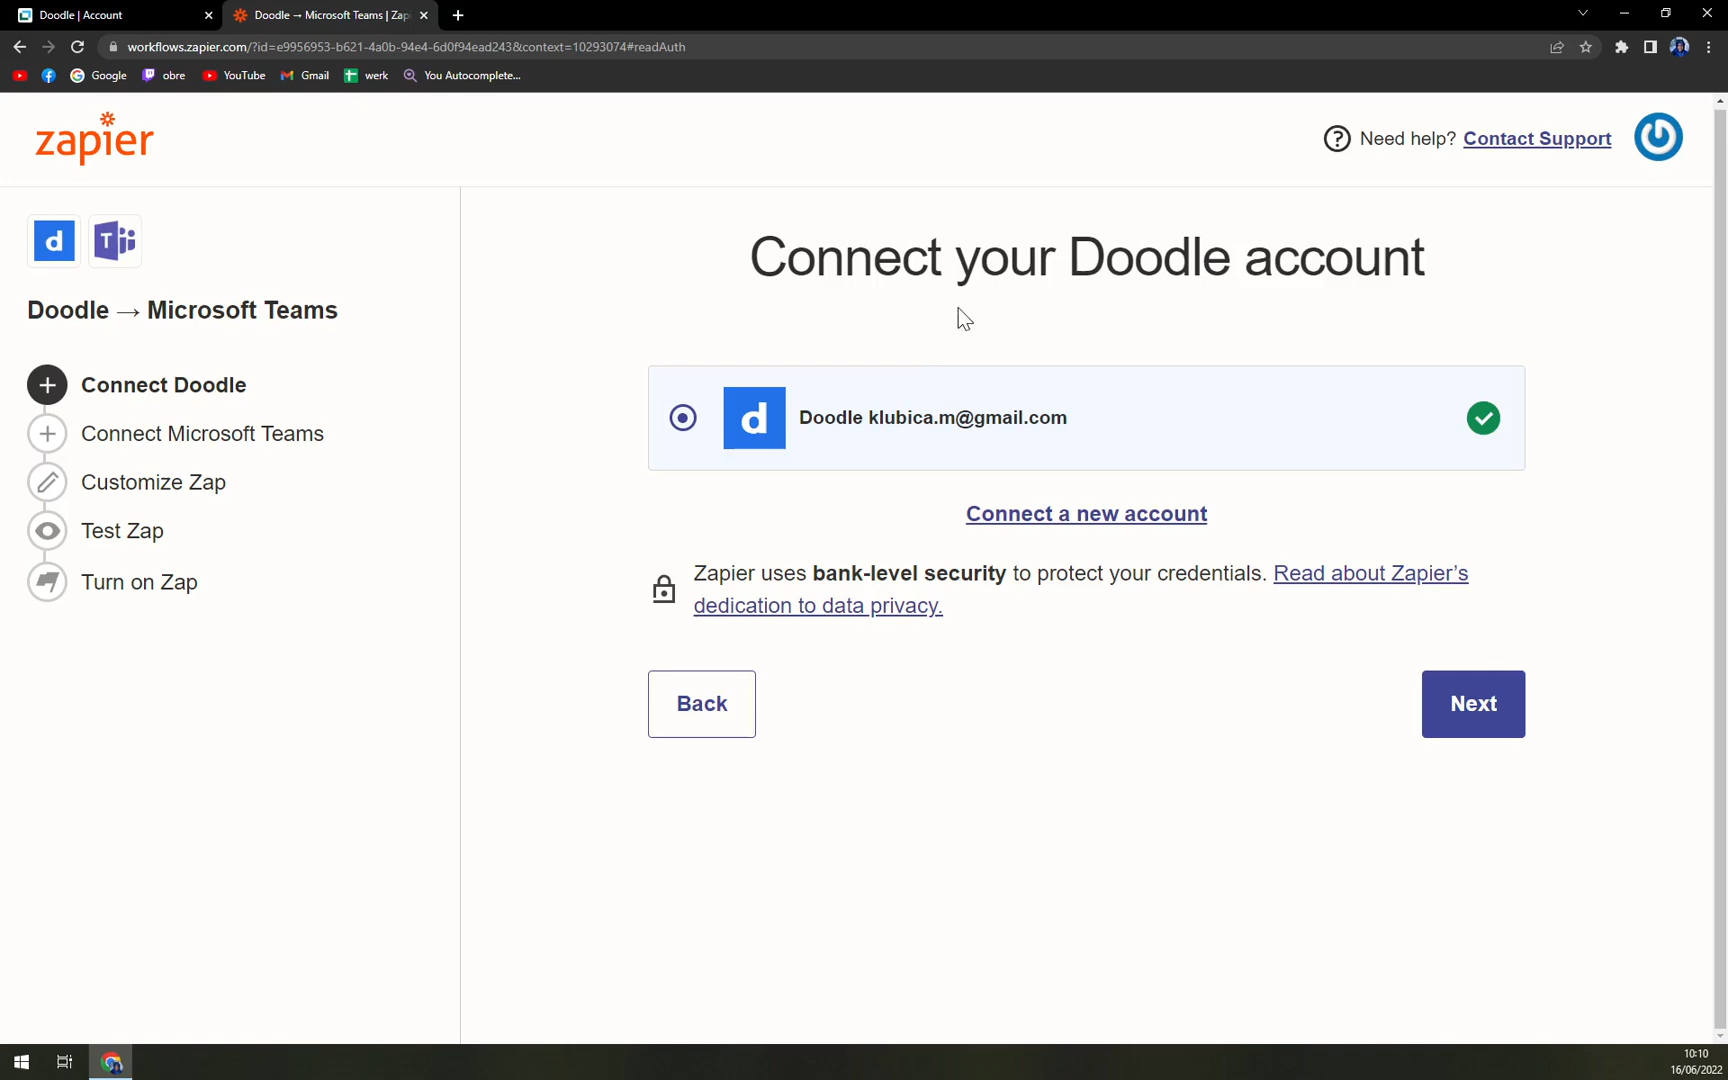 Doodle | Account
Doodle → Microsoft Teams | Zap
workflows.zapier.com/?id=e9956953-b621-4a0b-94e4-6d0f94ead243&context=10293074#readAuth
Google
obre
YouTube
Gmail
werk
You Autocomplete...
zapier
Need help? Contact Support
Doodle → Microsoft Teams
Connect Doodle
Connect Microsoft Teams
Customize Zap
Test Zap
Turn on Zap
Connect your Doodle account
d
Doodle klubica.m@gmail.com
Connect a new account
Zapier uses bank-level security to protect your credentials. Read about Zapier's
dedication to data privacy.
Back
Next
10:10
16/06/2022